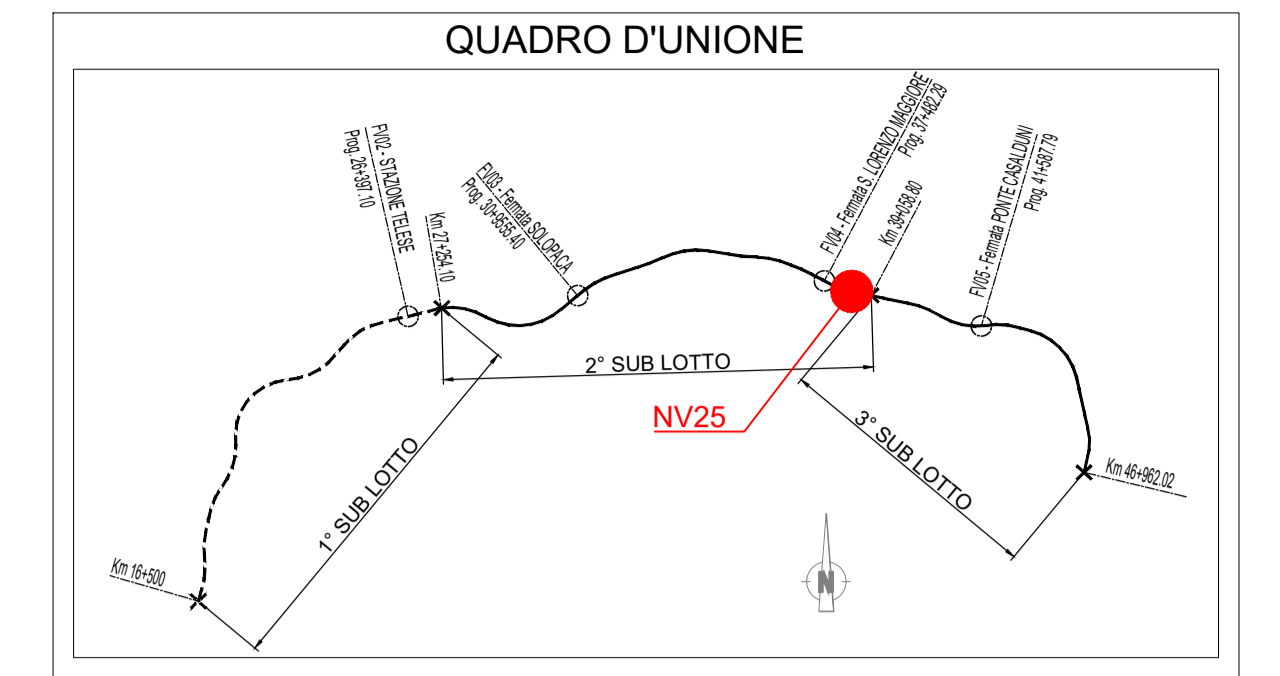 QUADRO D'UNIONE
FV02 - STAZIONE TELESE
Prog. 26+397.10
Km 27+254.10
FV03 - Fermata SOLOPACA
Prog. 30+9555.40
FV04 - Fermata S. LORENZO MAGGIORE
Prog. 37+482.29
Km 39+058.80
FV05 - Fermata PONTE CASALDUNI
Prog. 41+587.79
2° SUB LOTTO
NV25
1° SUB LOTTO
3° SUB LOTTO
Km 46+962.02
Km 16+500
N